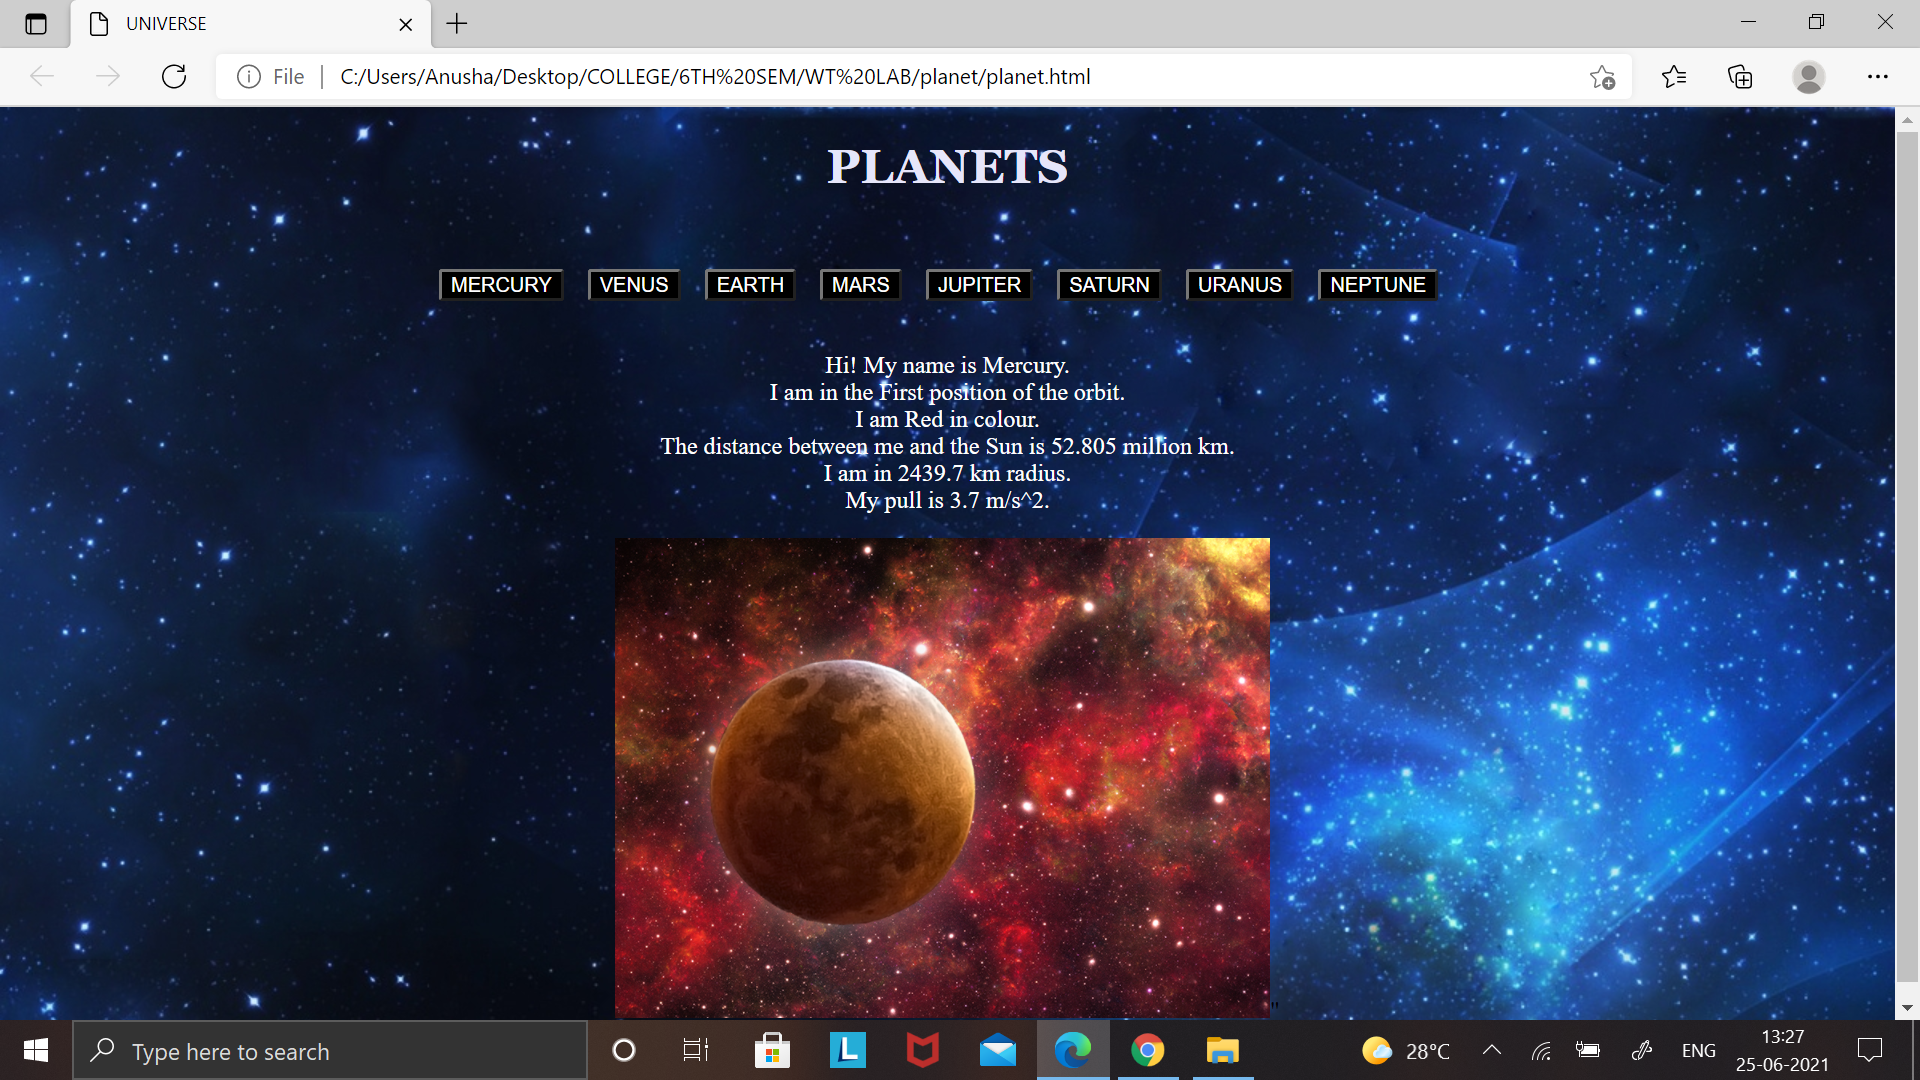 UNIVERSE
File
C:/Users/Anusha/Desktop/COLLEGE/6TH%20SEM/WT%20LAB/planet/planet.html
PLANETS
MERCURY VENUS EARTH MARS JUPITER SATURN URANUS NEPTUNE
Hi! My name is Mercury.
I am in the First position of the orbit.
I am Red in colour.
The distance between me and the Sun is 52.805 million km.
I am in 2439.7 km radius.
My pull is 3.7 m/s^2.
"
Type here to search
L
28°C
ENG
13:27
25-06-2021